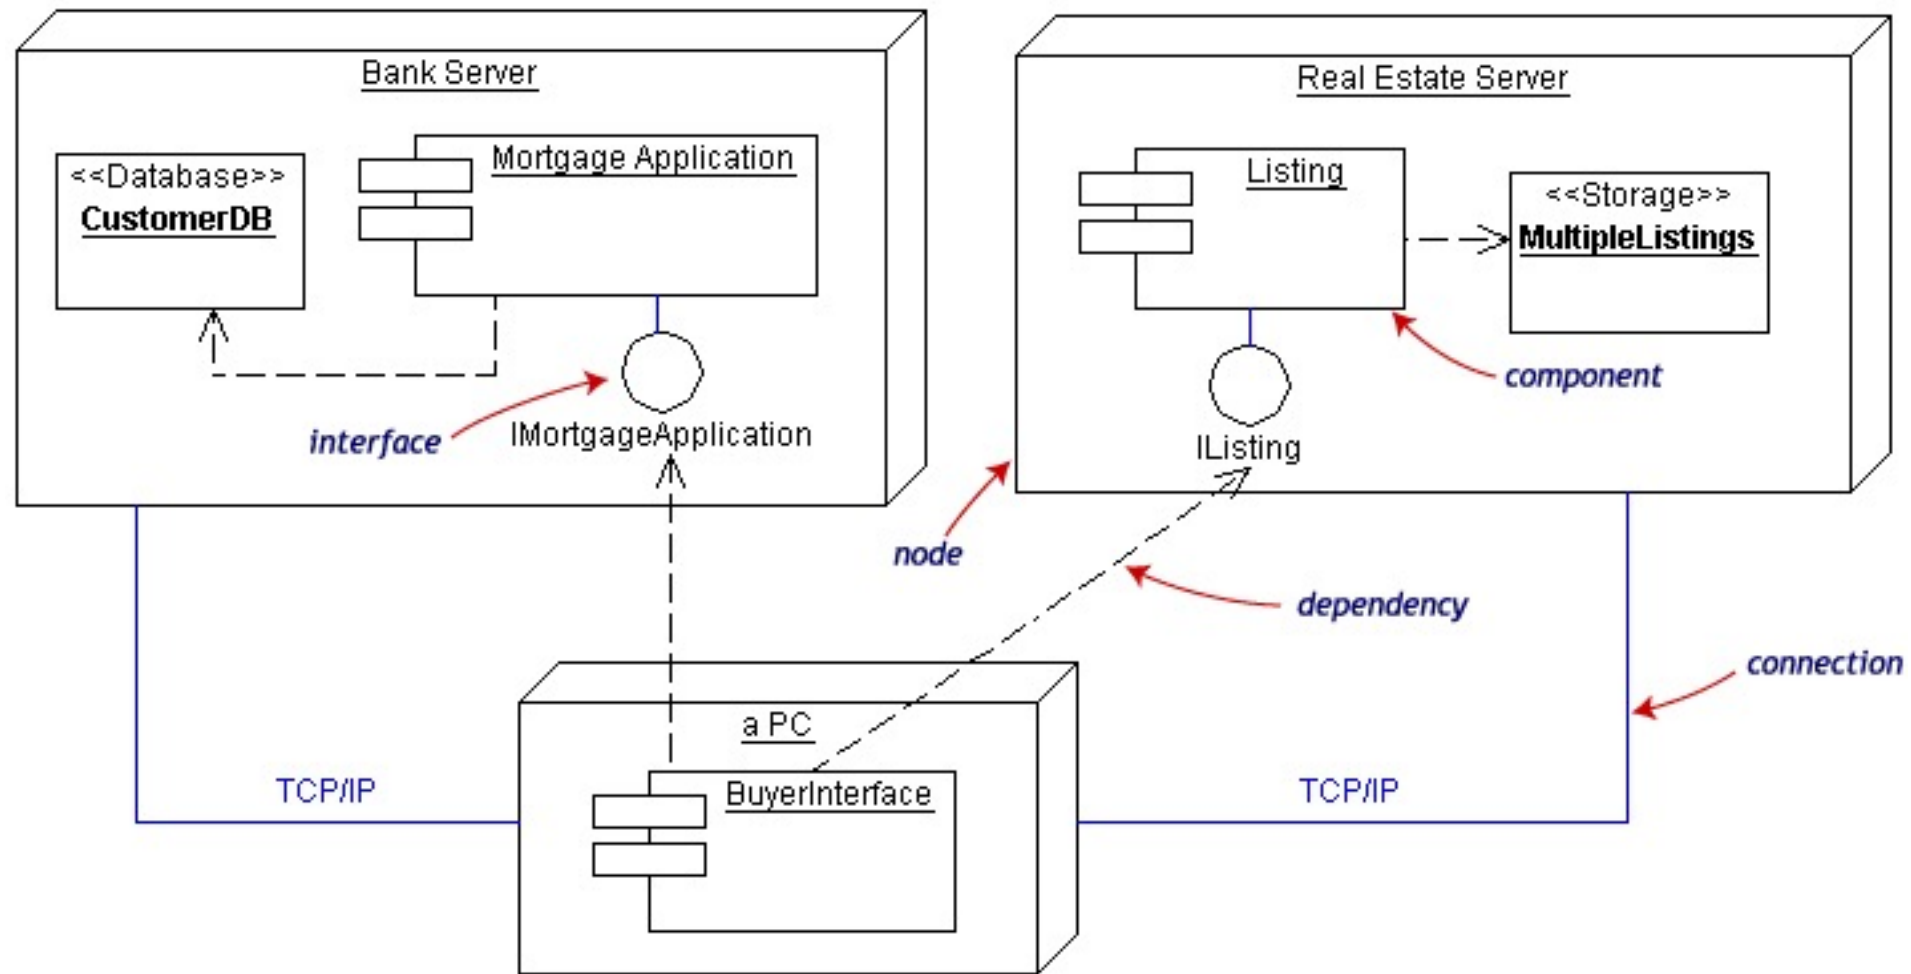 Bank Server
<<Database>>
CustomerDB
Mortgage Application
interface
IMortgageApplication
Real Estate Server
Listing
<<Storage>>
MultipleListings
component
IListing
node
dependency
connection
a PC
BuyerInterface
TCP/IP
TCP/IP